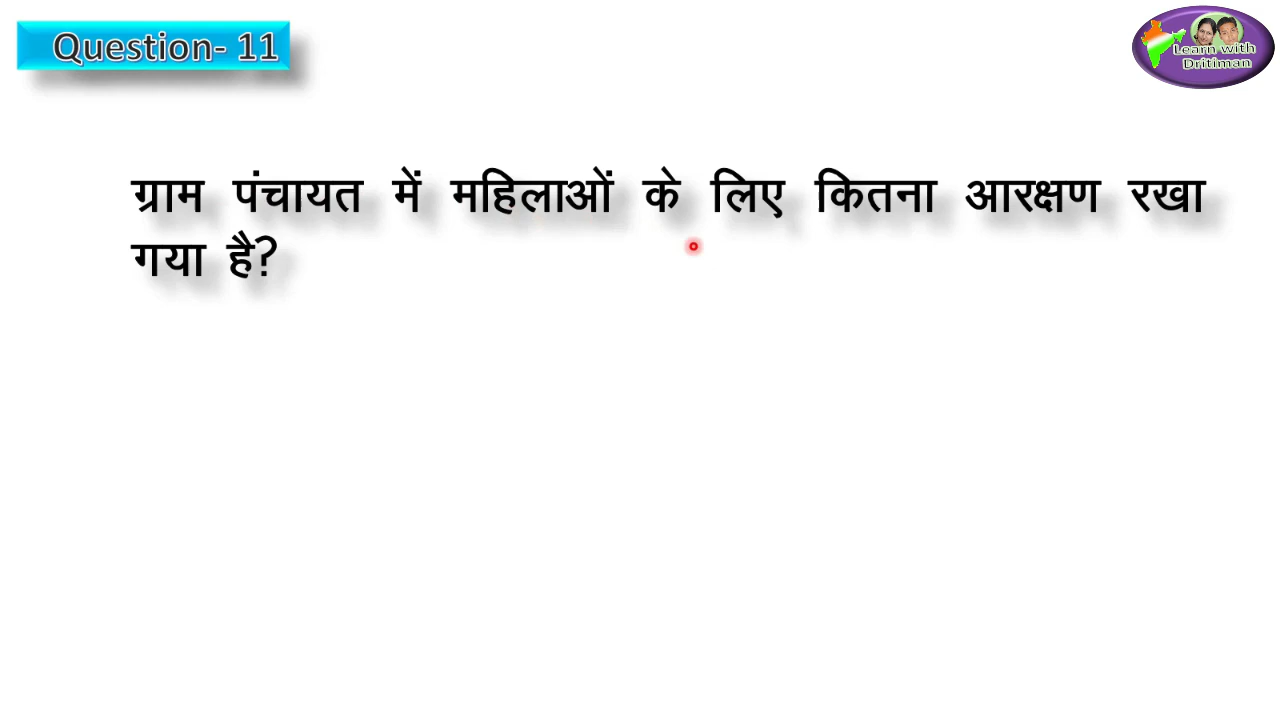 Question- 11
Learn with
Dritiman
ग्राम पंचायत में महिलाओं के लिए कितना आरक्षण रखा
गया है?